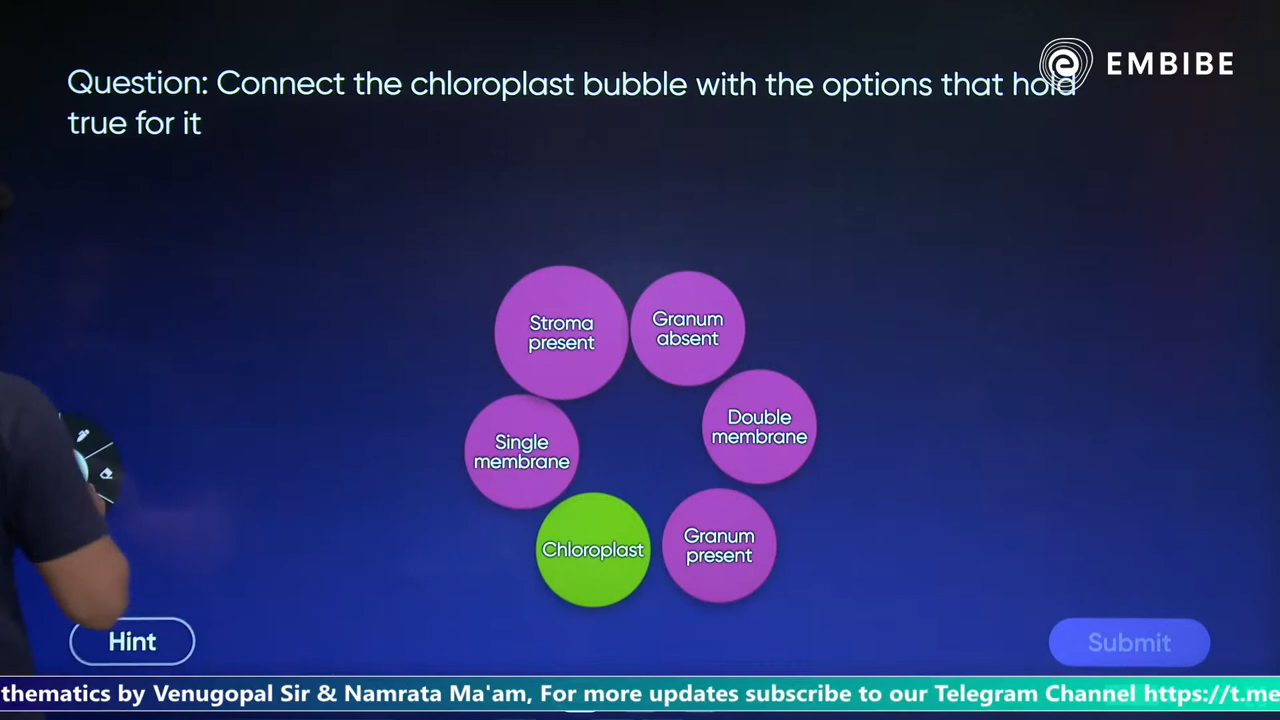 EMBIBE
Question: Connect the chloroplast bubble with the options that hold
true for it
Stroma
present
Granum
absent
Double
membrane
Single
membrane
Chloroplast
Granum
present
Hint
Submit
thematics by Venugopal Sir & Namrata Ma'am, For more updates subscribe to our Telegram Channel https://t.me